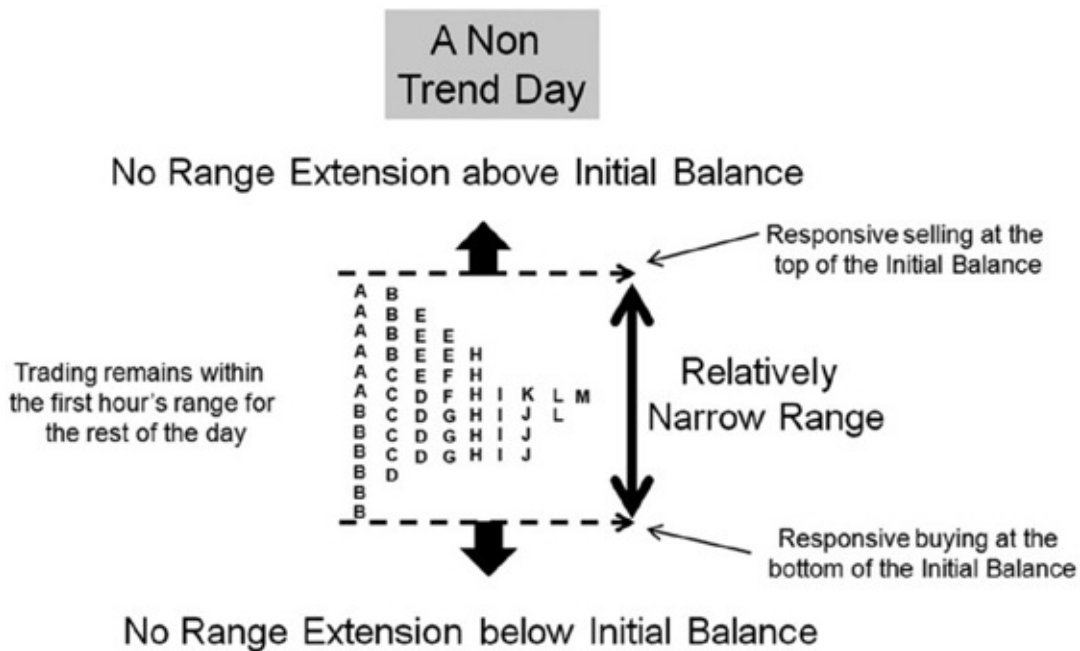 A Non
Trend Day
No Range Extension above Initial Balance
Responsive selling at the
top of the Initial Balance
A B
A B E
A B E E
A B E E H
A C E F H
A C D F H I K L M
B C D G H I J L
B C D G H I J
B C D G H I J
B D
B
B
Trading remains within
the first hour's range for
the rest of the day
Relatively
Narrow Range
Responsive buying at the
bottom of the Initial Balance
No Range Extension below Initial Balance